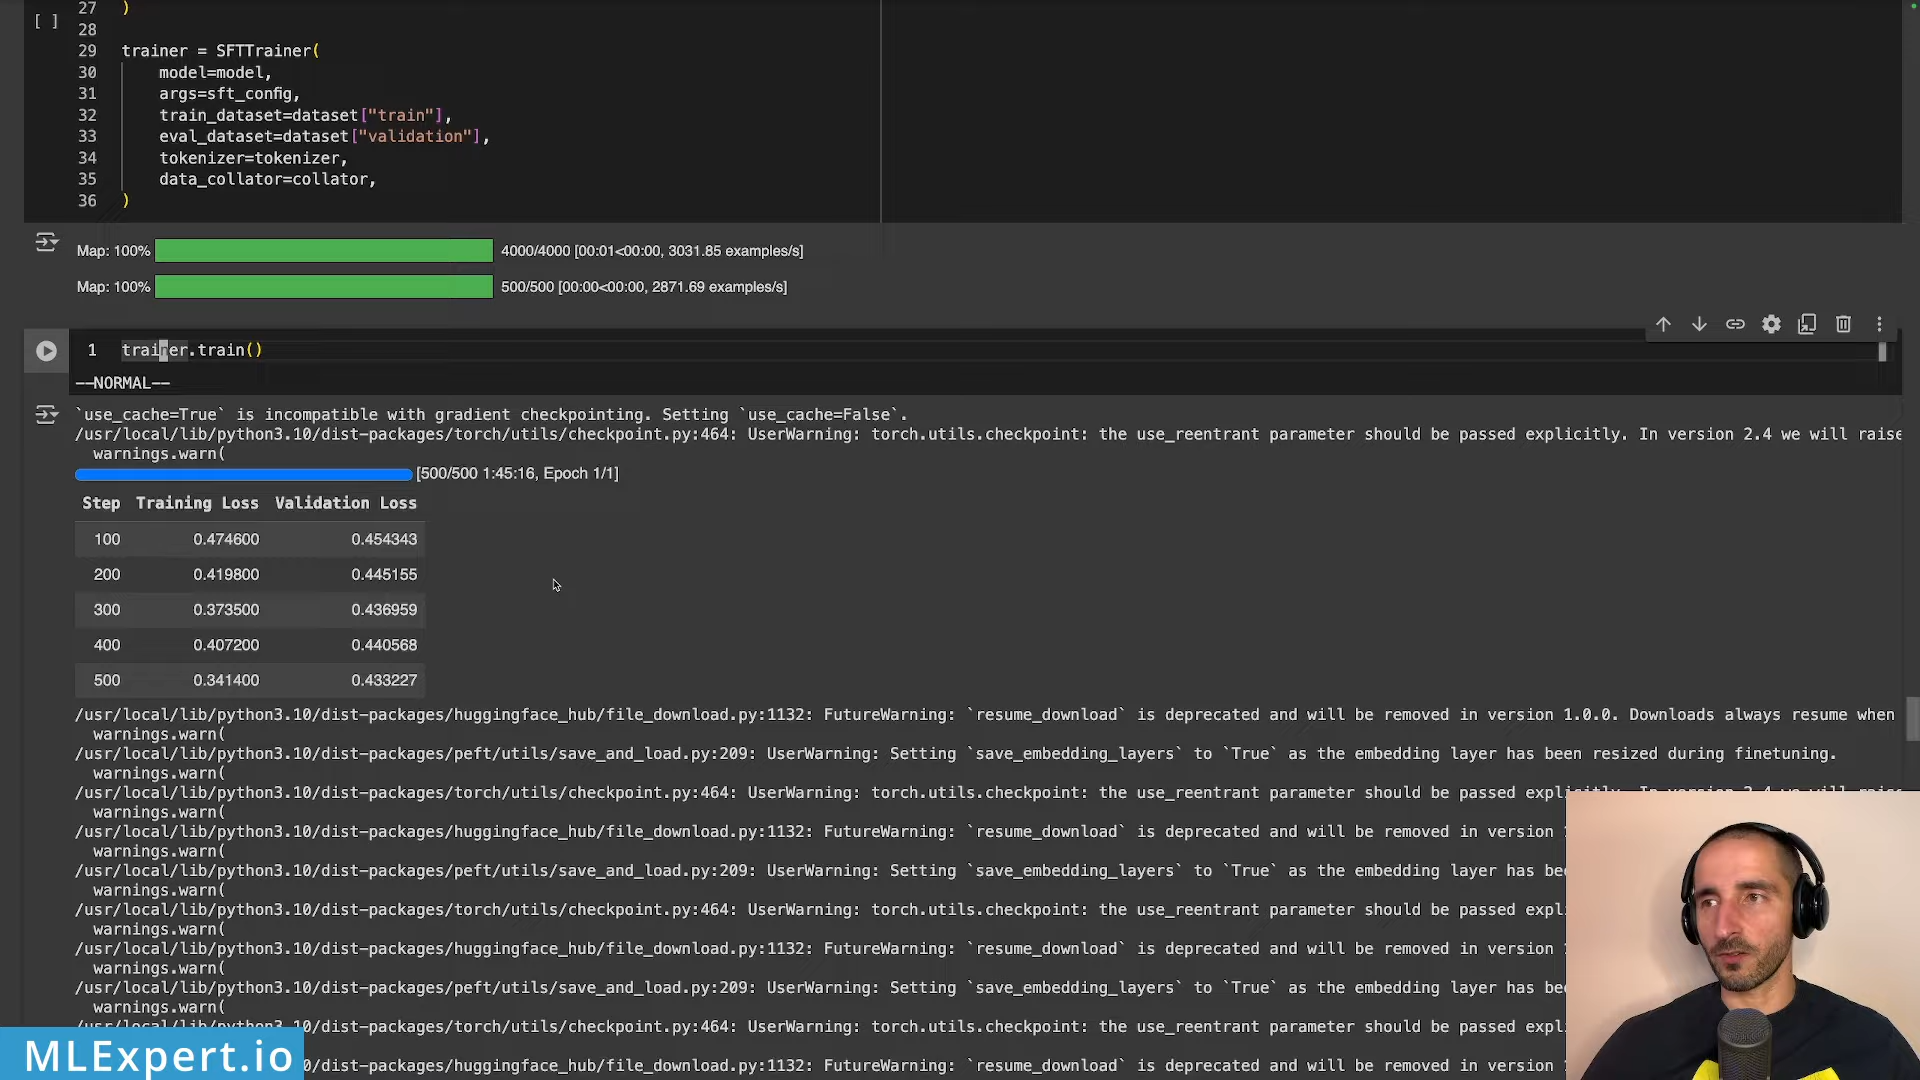 27 )
[ ]
28
29 trainer = SFTTrainer(
30 model=model,
31 args=sft_config,
32 train_dataset=dataset["train"],
33 eval_dataset=dataset["validation"],
34 tokenizer=tokenizer,
35 data_collator=collator,
36 )
Map: 100% 4000/4000 [00:01<00:00, 3031.85 examples/s]
Map: 100% 500/500 [00:00<00:00, 2871.69 examples/s]
1 trainer.train()
--NORMAL--
`use_cache=True` is incompatible with gradient checkpointing. Setting `use_cache=False`.
/usr/local/lib/python3.10/dist-packages/torch/utils/checkpoint.py:464: UserWarning: torch.utils.checkpoint: the use_reentrant parameter should be passed explicitly. In version 2.4 we will raise
warnings.warn(
[500/500 1:45:16, Epoch 1/1]
Step Training Loss Validation Loss
100 0.474600 0.454343
200 0.419800 0.445155
300 0.373500 0.436959
400 0.407200 0.440568
500 0.341400 0.433227
/usr/local/lib/python3.10/dist-packages/huggingface_hub/file_download.py:1132: FutureWarning: `resume_download` is deprecated and will be removed in version 1.0.0. Downloads always resume when
warnings.warn(
/usr/local/lib/python3.10/dist-packages/peft/utils/save_and_load.py:209: UserWarning: Setting `save_embedding_layers` to `True` as the embedding layer has been resized during finetuning.
warnings.warn(
/usr/local/lib/python3.10/dist-packages/torch/utils/checkpoint.py:464: UserWarning: torch.utils.checkpoint: the use_reentrant parameter should be passed
warnings.warn(
/usr/local/lib/python3.10/dist-packages/huggingface_hub/file_download.py:1132: FutureWarning: `resume_download` is deprecated and will be removed in version
warnings.warn(
/usr/local/lib/python3.10/dist-packages/peft/utils/save_and_load.py:209: UserWarning: Setting `save_embedding_layers` to `True` as the embedding layer has bee
warnings.warn(
/usr/local/lib/python3.10/dist-packages/torch/utils/checkpoint.py:464: UserWarning: torch.utils.checkpoint: the use_reentrant parameter should be passed expl
warnings.warn(
/usr/local/lib/python3.10/dist-packages/huggingface_hub/file_download.py:1132: FutureWarning: `resume_download` is deprecated and will be removed in version
warnings.warn(
/usr/local/lib/python3.10/dist-packages/peft/utils/save_and_load.py:209: UserWarning: Setting `save_embedding_layers` to `True` as the embedding layer has bee
warnings.warn(
/dist-packages/torch/utils/checkpoint.py:464: UserWarning: torch.utils.checkpoint: the use_reentrant parameter should be passed expl
warnings.warn(
0/dist-packages/huggingface_hub/file_download.py:1132: FutureWarning: `resume_download` is deprecated and will be removed in version
MLExpert.io